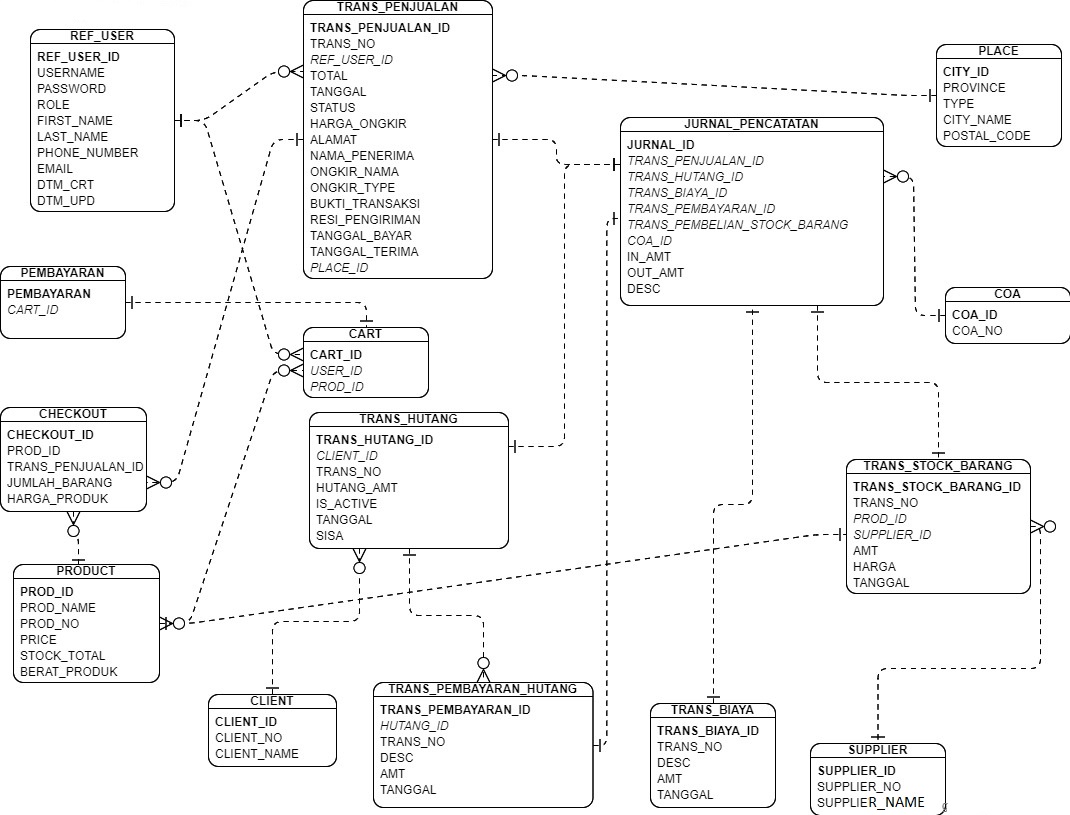 TRANS_PENJUALAN
TRANS_PENJUALAN_ID
TRANS_NO
REF_USER_ID
TOTAL
TANGGAL
STATUS
HARGA_ONGKIR
ALAMAT
NAMA_PENERIMA
ONGKIR_NAMA
ONGKIR_TYPE
BUKTI_TRANSAKSI
RESI_PENGIRIMAN
TANGGAL_BAYAR
TANGGAL_TERIMA
PLACE_ID
REF_USER
REF_USER_ID
USERNAME
PASSWORD
ROLE
FIRST_NAME
LAST_NAME
PHONE_NUMBER
EMAIL
DTM_CRT
DTM_UPD
PLACE
CITY_ID
PROVINCE
TYPE
CITY_NAME
POSTAL_CODE
JURNAL_PENCATATAN
JURNAL_ID
TRANS_PENJUALAN_ID
TRANS_HUTANG_ID
TRANS_BIAYA_ID
TRANS_PEMBAYARAN_ID
TRANS_PEMBELIAN_STOCK_BARANG
COA_ID
IN_AMT
OUT_AMT
DESC
PEMBAYARAN
PEMBAYARAN
CART_ID
COA
COA_ID
COA_NO
CART
CART_ID
USER_ID
PROD_ID
CHECKOUT
CHECKOUT_ID
PROD_ID
TRANS_PENJUALAN_ID
JUMLAH_BARANG
HARGA_PRODUK
TRANS_HUTANG
TRANS_HUTANG_ID
CLIENT_ID
TRANS_NO
HUTANG_AMT
IS_ACTIVE
TANGGAL
SISA
TRANS_STOCK_BARANG
TRANS_STOCK_BARANG_ID
TRANS_NO
PROD_ID
SUPPLIER_ID
AMT
HARGA
TANGGAL
PRODUCT
PROD_ID
PROD_NAME
PROD_NO
PRICE
STOCK_TOTAL
BERAT_PRODUK
CLIENT
CLIENT_ID
CLIENT_NO
CLIENT_NAME
TRANS_PEMBAYARAN_HUTANG
TRANS_PEMBAYARAN_ID
HUTANG_ID
TRANS_NO
DESC
AMT
TANGGAL
TRANS_BIAYA
TRANS_BIAYA_ID
TRANS_NO
DESC
AMT
TANGGAL
SUPPLIER
SUPPLIER_ID
SUPPLIER_NO
SUPPLIER_NAME